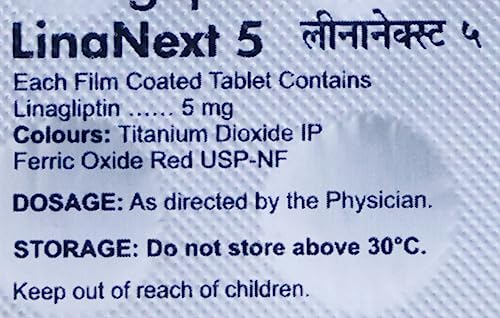 LinaNext 5 लीनानेक्स्ट ५
Each Film Coated Tablet Contains
Linagliptin ...... 5 mg
Colours: Titanium Dioxide IP
Ferric Oxide Red USP-NF
DOSAGE: As directed by the Physician.
STORAGE: Do not store above 30°C.
Keep out of reach of children.